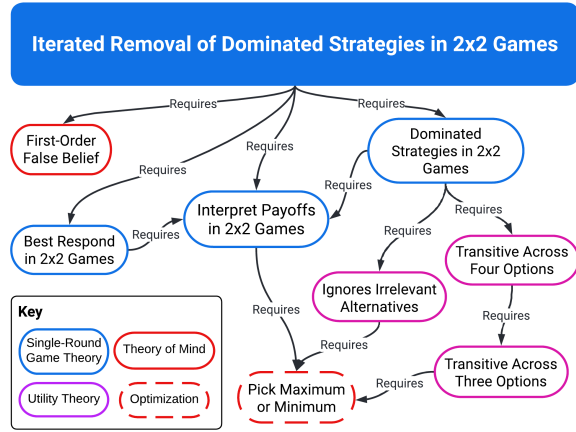 Iterated Removal of Dominated Strategies in 2x2 Games
Requires
Requires
First-Order
False Belief
Dominated
Strategies in 2x2
Games
Requires
Requires
Requires
Best Respond
in 2x2 Games
Requires
Interpret Payoffs
in 2x2 Games
Requires
Requires
Transitive Across
Four Options
Ignores Irrelevant
Alternatives
Requires
Requires
Requires
Transitive Across
Three Options
Requires
Pick Maximum
or Minimum
Key
Single-Round
Game Theory
Theory of Mind
Utility Theory
Optimization